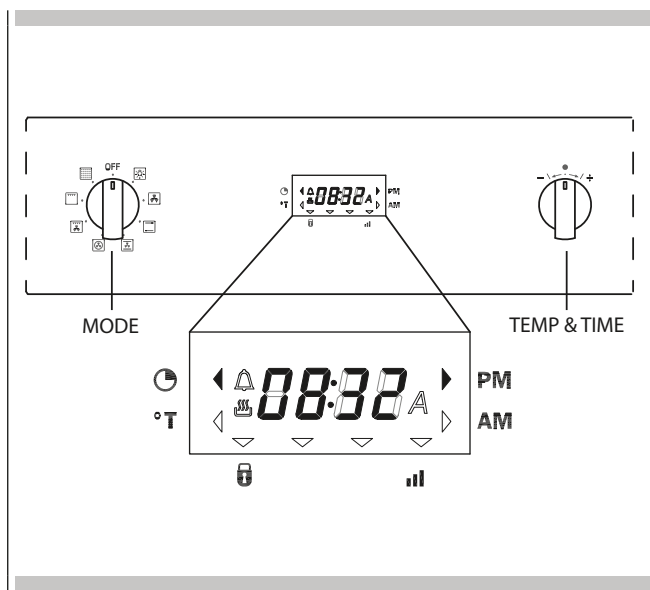 OFF
08:32 A PM
°T AM
- +
MODE
TEMP & TIME
08:32 PM
°T A AM